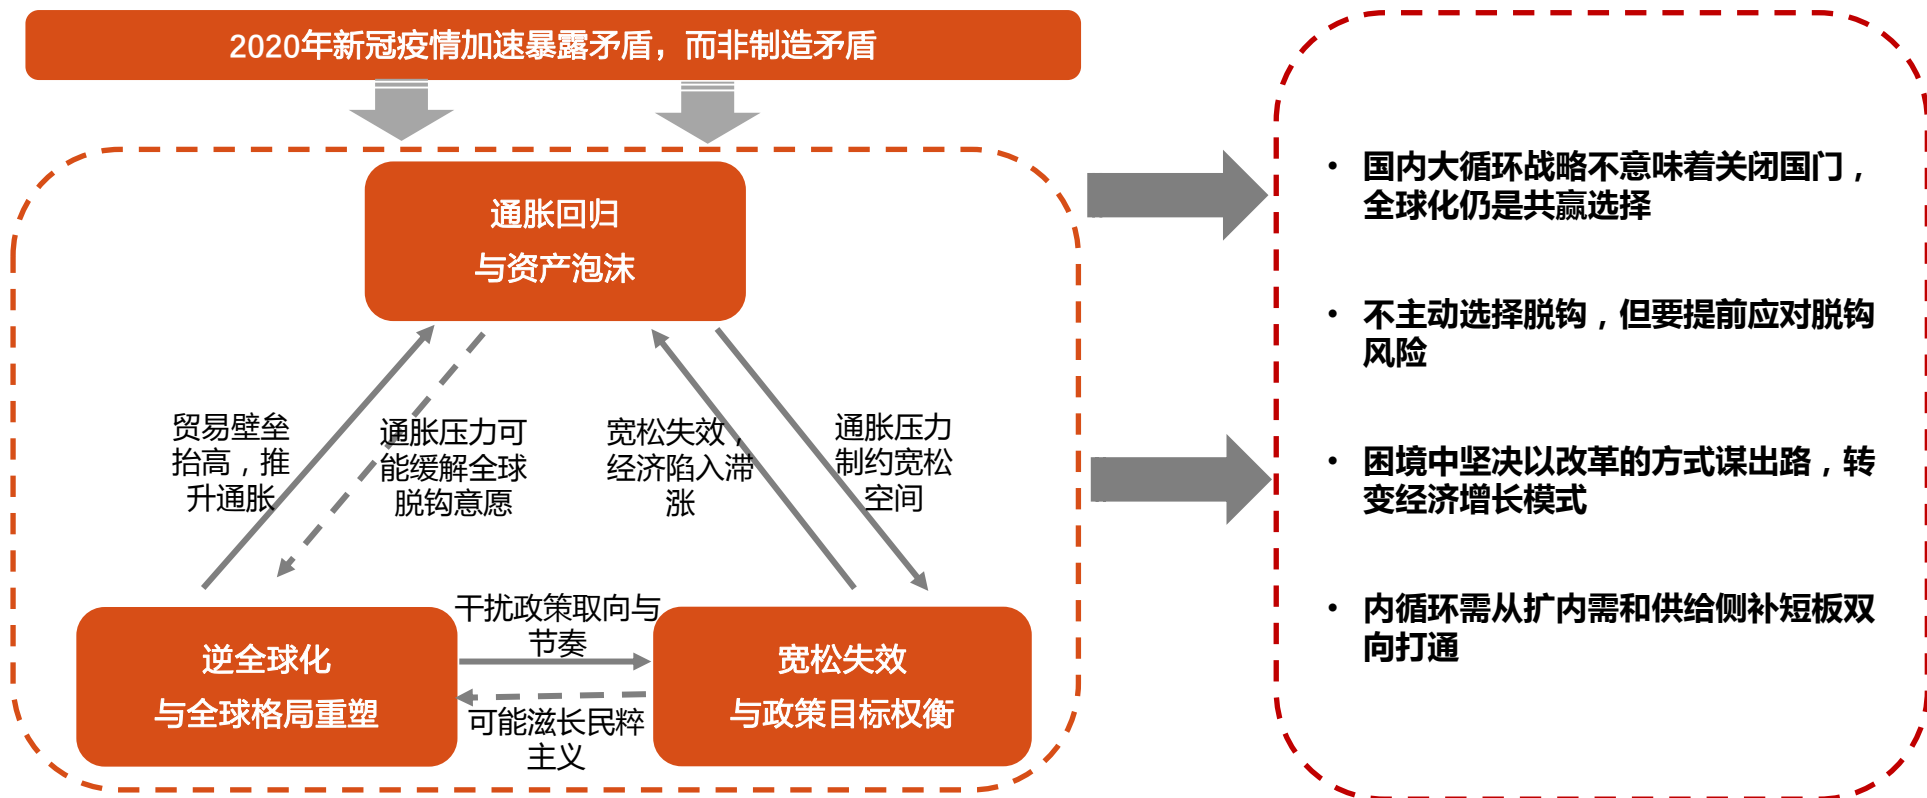 2020年新冠疫情加速暴露矛盾，而非制造矛盾
通胀回归
与资产泡沫
贸易壁垒
抬高，推
升通胀
通胀压力可
能缓解全球
脱钩意愿
宽松失效，
经济陷入滞
涨
通胀压力
制约宽松
空间
干扰政策取向与
节奏
逆全球化
与全球格局重塑
宽松失效
与政策目标权衡
可能滋长民粹
主义
• 国内大循环战略不意味着关闭国门，
全球化仍是共赢选择
• 不主动选择脱钩，但要提前应对脱钩
风险
• 困境中坚决以改革的方式谋出路，转
变经济增长模式
• 内循环需从扩内需和供给侧补短板双
向打通